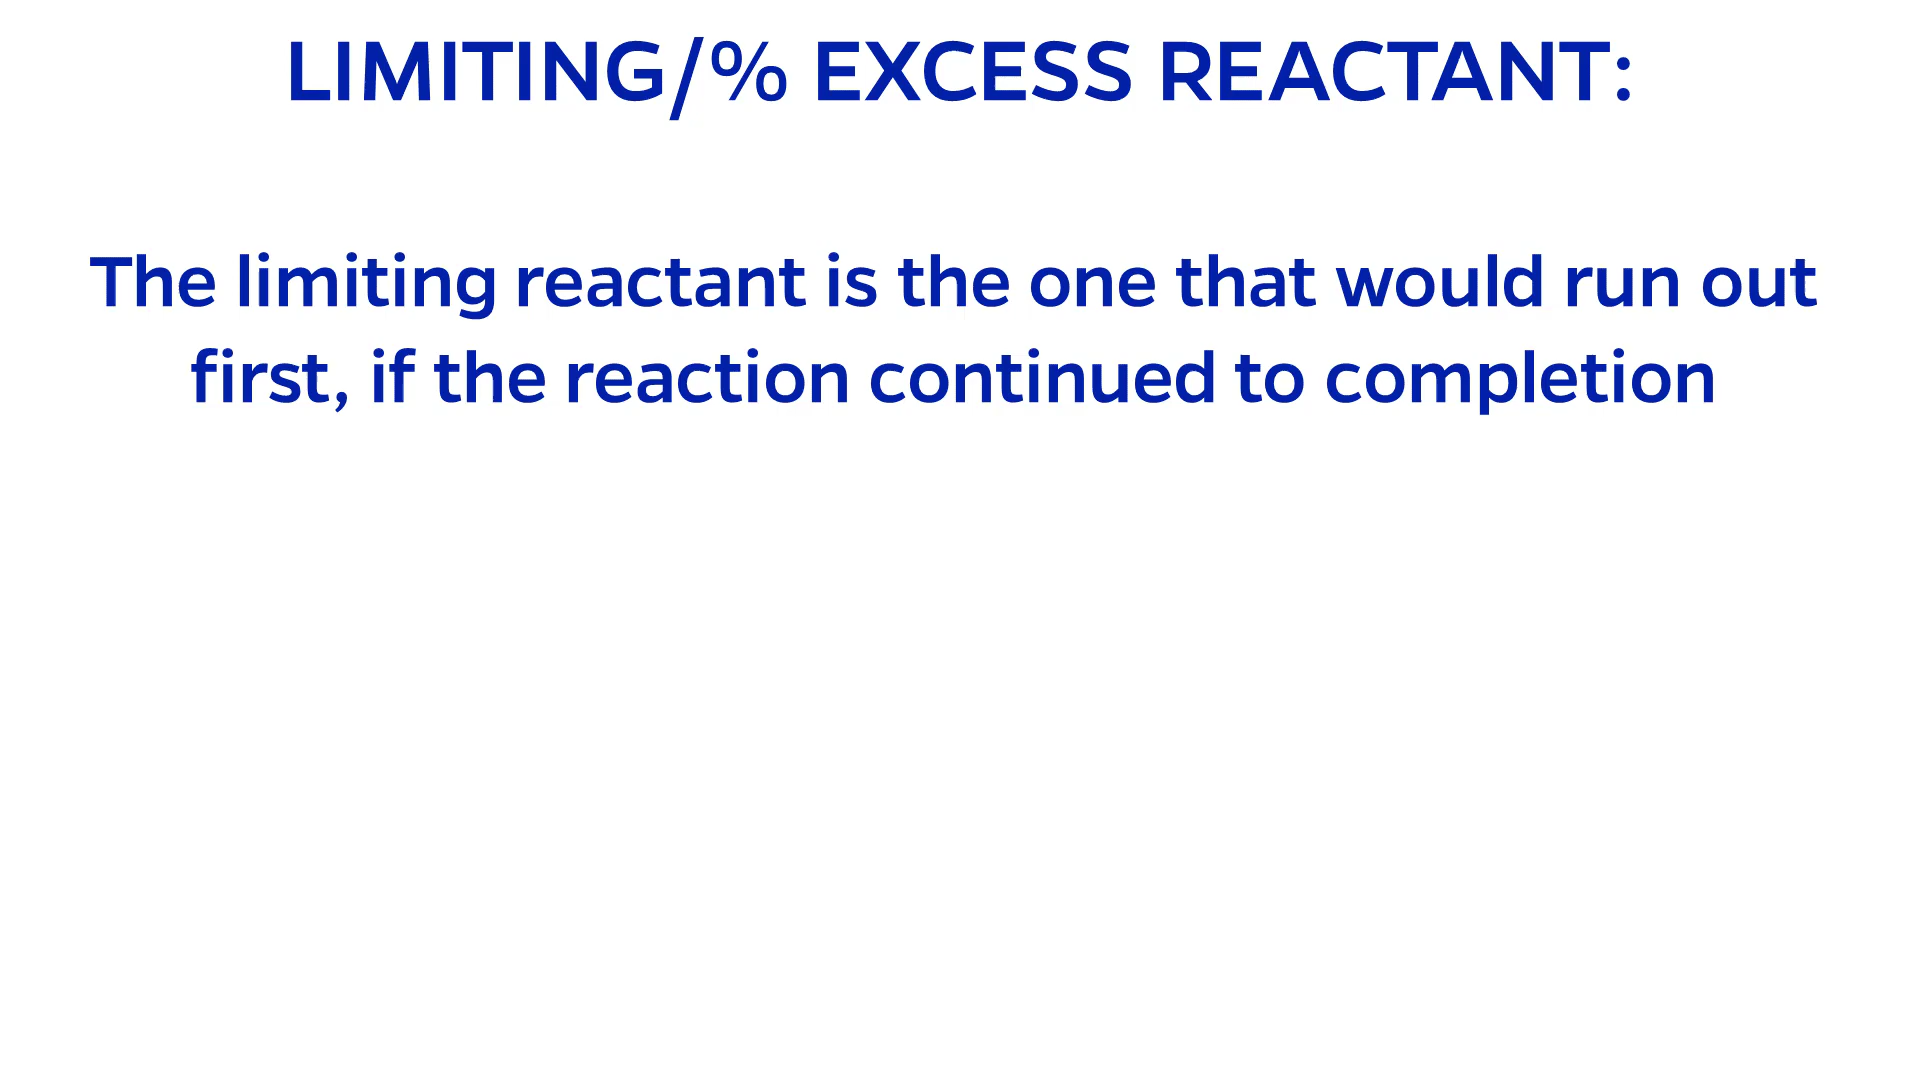 LIMITING/% EXCESS REACTANT:
The limiting reactant is the one that would run out
first, if the reaction continued to completion